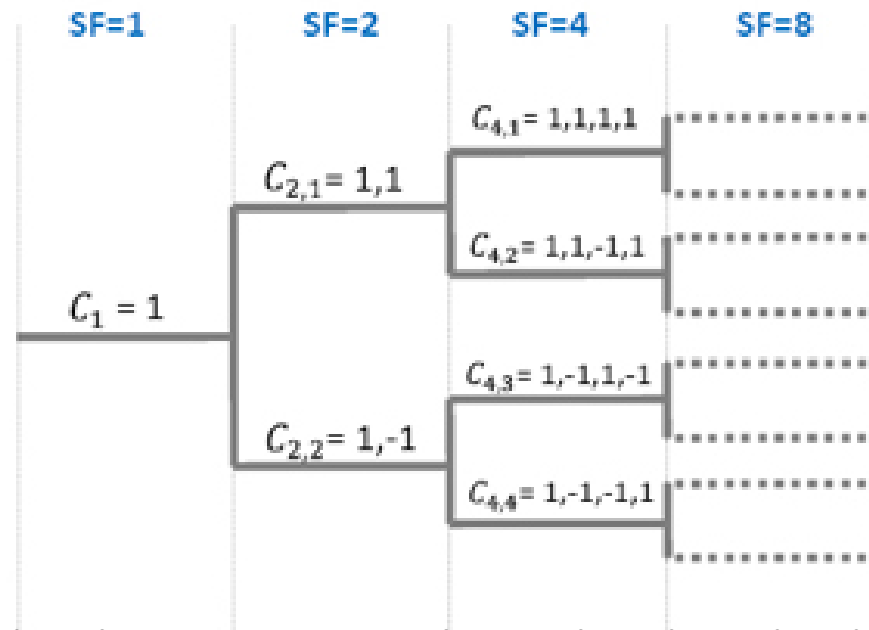 SF=1 SF=2 SF=4 SF=8
C4,1= 1,1,1,1
C2,1= 1,1
C4,2= 1,1,-1,1
C1 = 1
C4,3= 1,-1,1,-1
C2,2= 1,-1
C4,4= 1,-1,-1,1